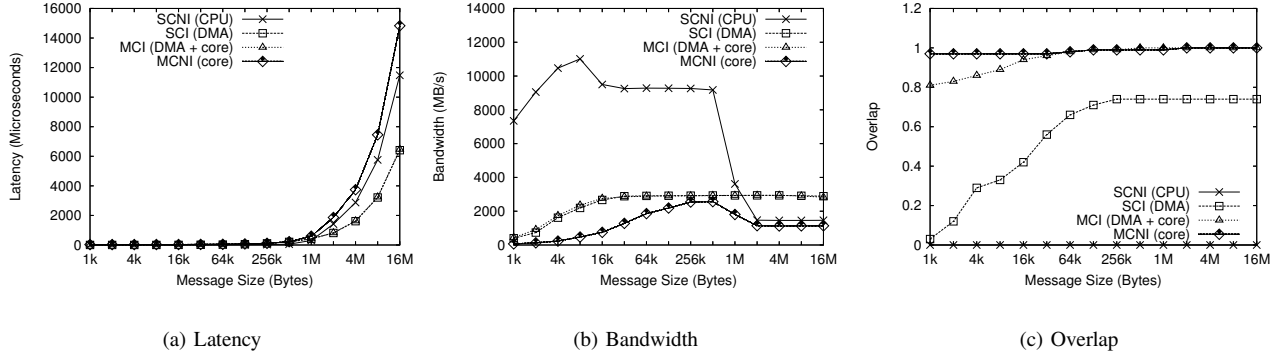 16000
14000
12000
10000
8000
6000
4000
2000
0
Latency (Microseconds)
SCNI (CPU)
SCI (DMA)
MCI (DMA + core)
MCNI (core)
1k 4k 16k 64k 256k 1M 4M 16M
Message Size (Bytes)
(a) Latency
14000
12000
10000
8000
6000
4000
2000
0
Bandwidth (MB/s)
SCNI (CPU)
SCI (DMA)
MCI (DMA + core)
MCNI (core)
1k 4k 16k 64k 256k 1M 4M 16M
Message Size (Bytes)
(b) Bandwidth
1.2
1
0.8
0.6
0.4
0.2
0
Overlap
SCNI (CPU)
SCI (DMA)
MCI (DMA + core)
MCNI (core)
1k 4k 16k 64k 256k 1M 4M 16M
Message Size (Bytes)
(c) Overlap